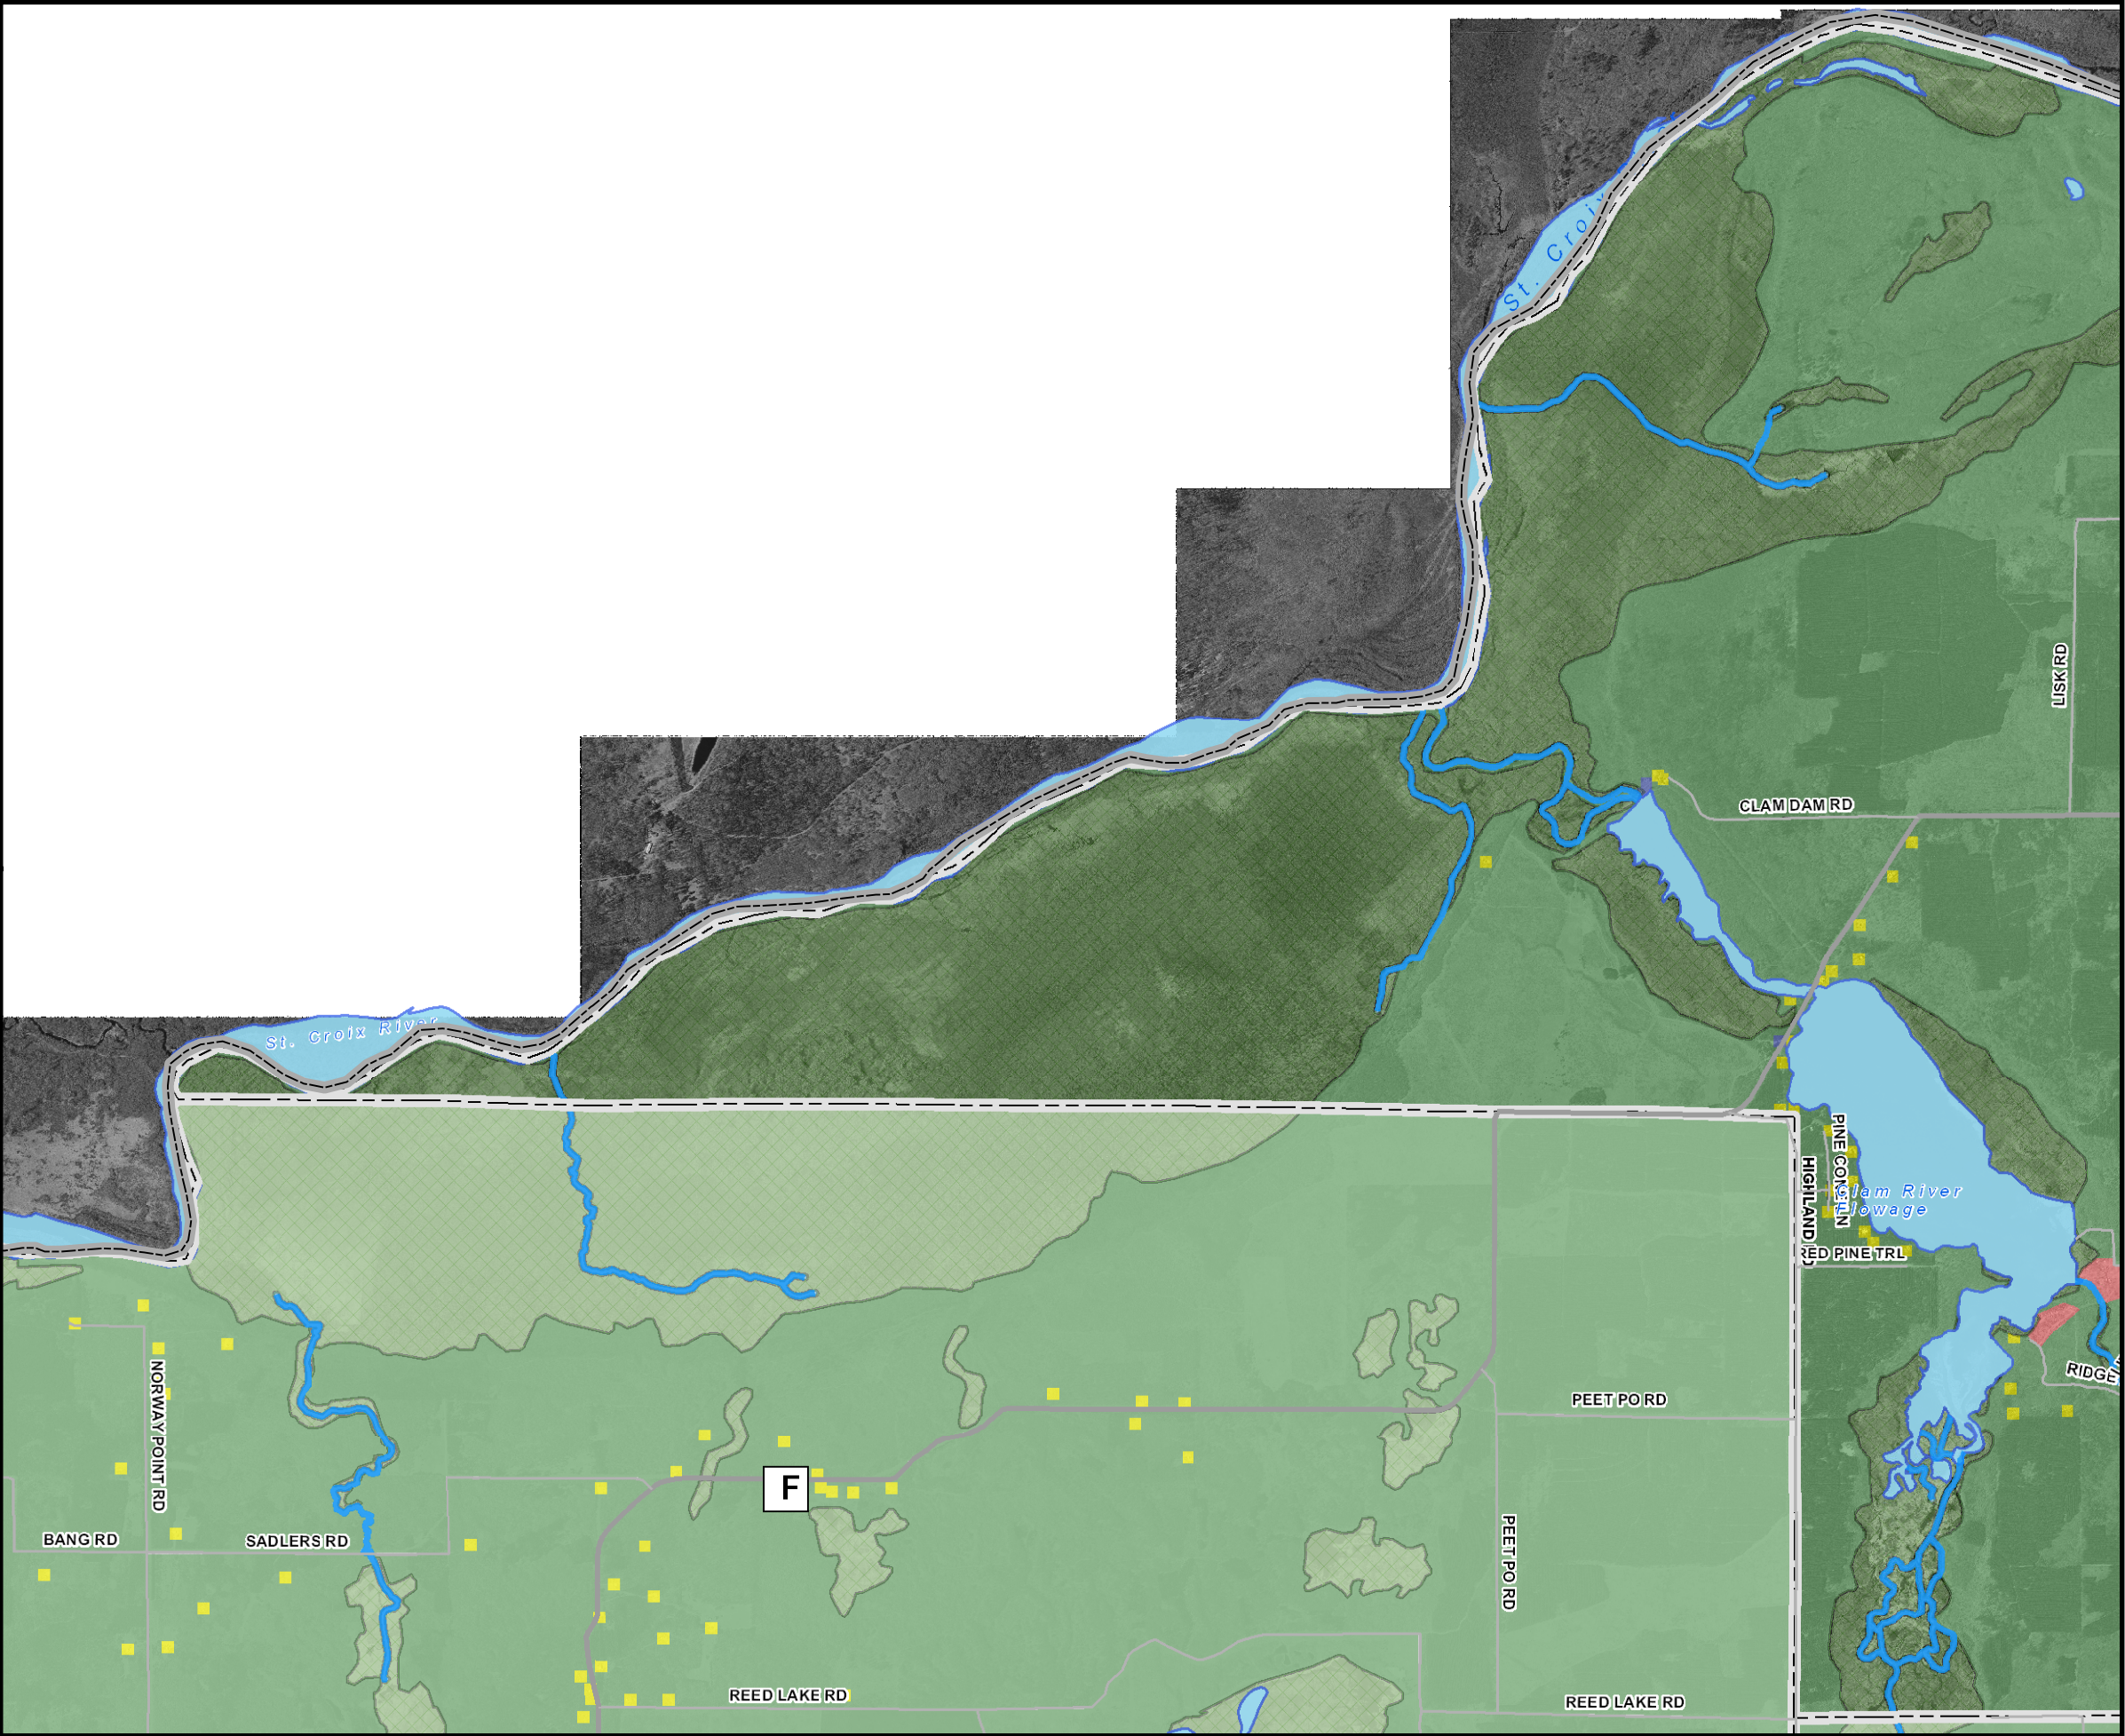 St. Croix
LISK RD
CLAM DAM RD
St. Croix River
PINE CONE LN
HIGHLAND RD
Clam River
Flowage
RED PINE TRL
RIDGE
PEET PO RD
NORWAY POINT RD
F
BANG RD
SADLERS RD
PEET PO RD
REED LAKE RD
REED LAKE RD